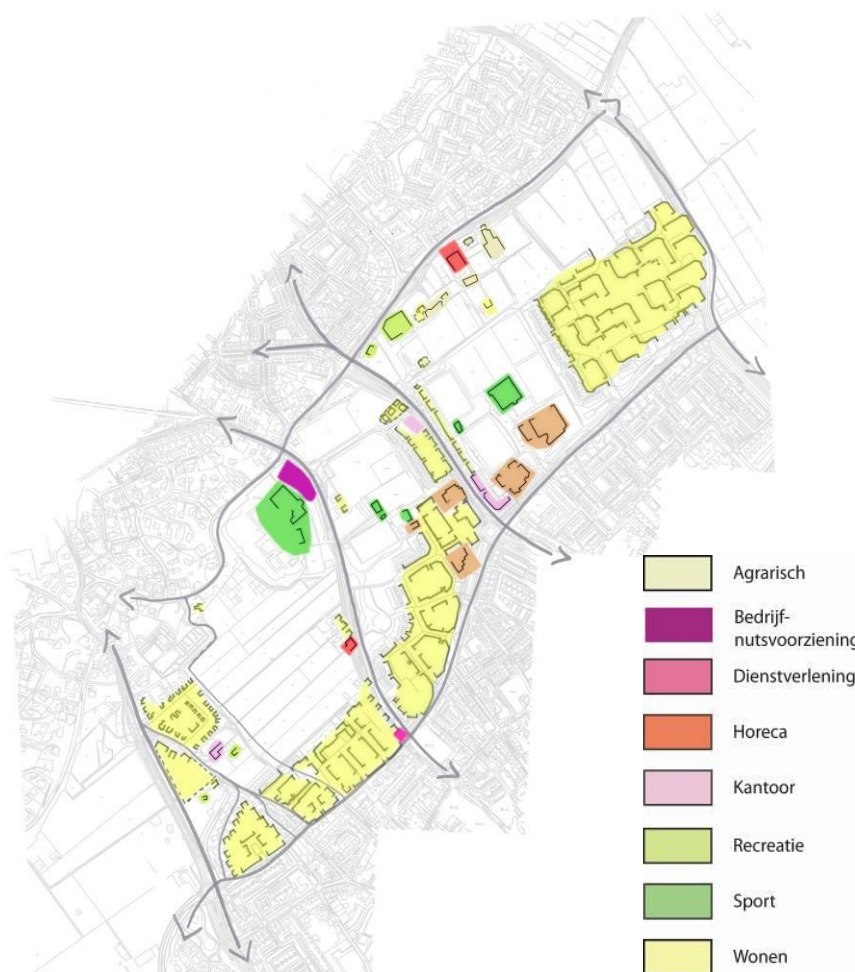 Agrarisch
Bedrijf-
nutsvoorziening
Dienstverlening
Horeca
Kantoor
Recreatie
Sport
Wonen